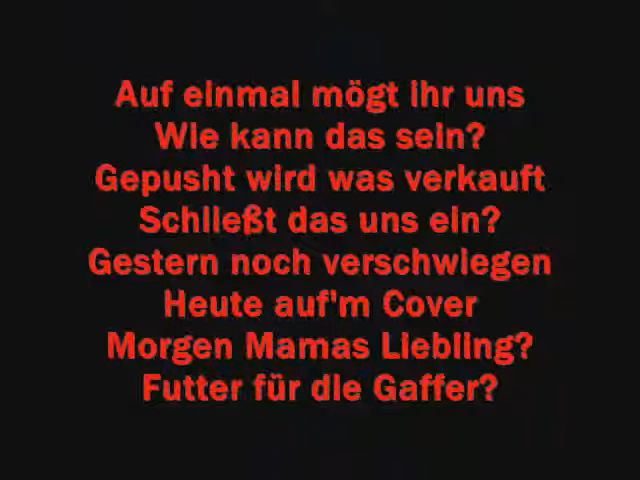 Auf einmal mögt ihr uns
Wie kann das sein?
Gepusht wird was verkauft
Schließt das uns ein?
Gestern noch verschwiegen
Heute auf'm Cover
Morgen Mamas Liebling?
Futter für die Gaffer?